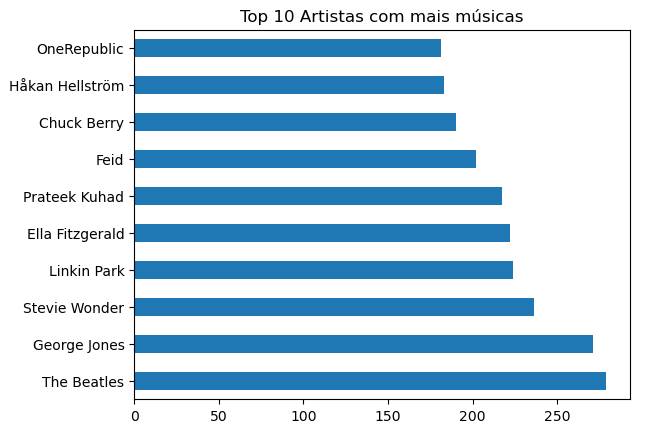 Top 10 Artistas com mais músicas
OneRepublic
Håkan Hellström
Chuck Berry
Feid
Prateek Kuhad
Ella Fitzgerald
Linkin Park
Stevie Wonder
George Jones
The Beatles
0 50 100 150 200 250